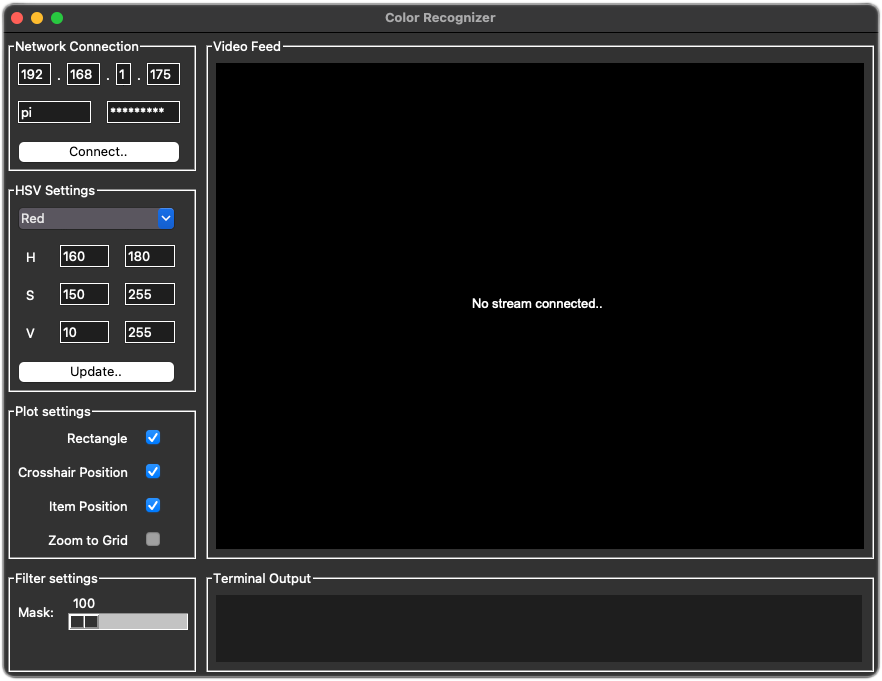 Color Recognizer
Network Connection
192 . 168 . 1 . 175
pi *********
Connect..
HSV Settings
Red
H 160 180
S 150 255
V 10 255
Update..
Plot settings
Rectangle
Crosshair Position
Item Position
Zoom to Grid
Filter settings
100
Mask:
Video Feed
No stream connected..
Terminal Output